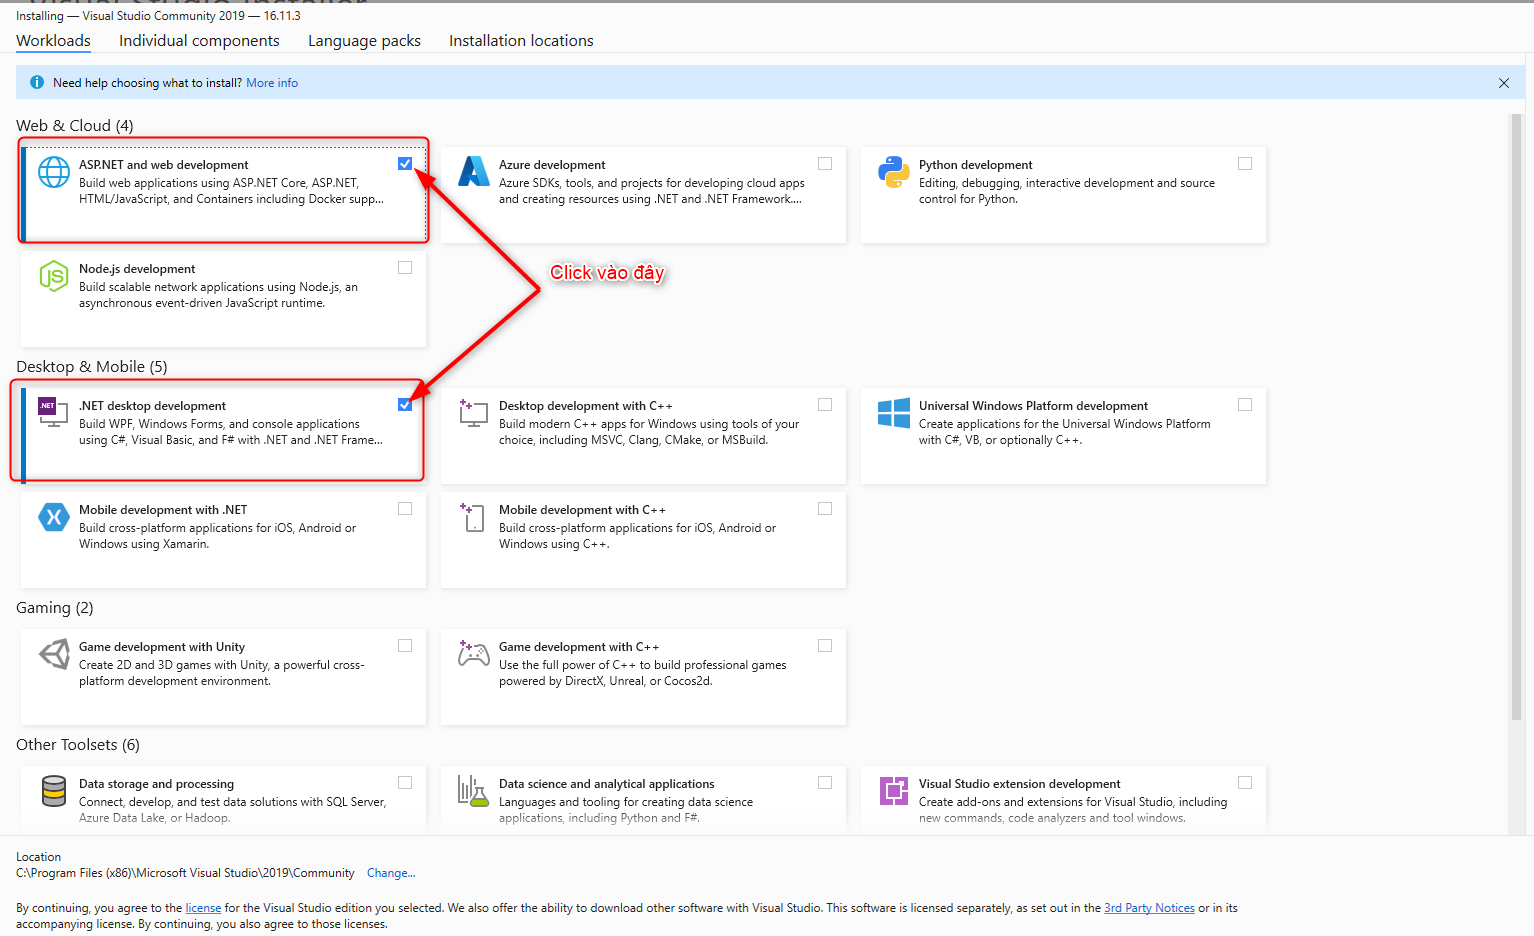 Installing — Visual Studio Community 2019 — 16.11.3
Workloads
Individual components
Language packs
Installation locations
Need help choosing what to install? More info
Web & Cloud (4)
ASP.NET and web development
Build web applications using ASP.NET Core, ASP.NET,
HTML/JavaScript, and Containers including Docker supp...
Azure development
Azure SDKs, tools, and projects for developing cloud apps
and creating resources using .NET and .NET Framework....
Python development
Editing, debugging, interactive development and source
control for Python.
Node.js development
Build scalable network applications using Node.js, an
asynchronous event-driven JavaScript runtime.
Click vào đây
Desktop & Mobile (5)
.NET
.NET desktop development
Build WPF, Windows Forms, and console applications
using C#, Visual Basic, and F# with .NET and .NET Frame...
Desktop development with C++
Build modern C++ apps for Windows using tools of your
choice, including MSVC, Clang, CMake, or MSBuild.
Universal Windows Platform development
Create applications for the Universal Windows Platform
with C#, VB, or optionally C++.
Mobile development with .NET
Build cross-platform applications for iOS, Android or
Windows using Xamarin.
Mobile development with C++
Build cross-platform applications for iOS, Android or
Windows using C++.
Gaming (2)
Game development with Unity
Create 2D and 3D games with Unity, a powerful cross-
platform development environment.
Game development with C++
Use the full power of C++ to build professional games
powered by DirectX, Unreal, or Cocos2d.
Other Toolsets (6)
Data storage and processing
Connect, develop, and test data solutions with SQL Server,
Azure Data Lake, or Hadoop.
Data science and analytical applications
Languages and tooling for creating data science
applications, including Python and F#.
Visual Studio extension development
Create add-ons and extensions for Visual Studio, including
new commands, code analyzers and tool windows.
Location
C:\Program Files (x86)\Microsoft Visual Studio\2019\Community Change...
By continuing, you agree to the license for the Visual Studio edition you selected. We also offer the ability to download other software with Visual Studio. This software is licensed separately, as set out in the 3rd Party Notices or in its
accompanying license. By continuing, you also agree to those licenses.